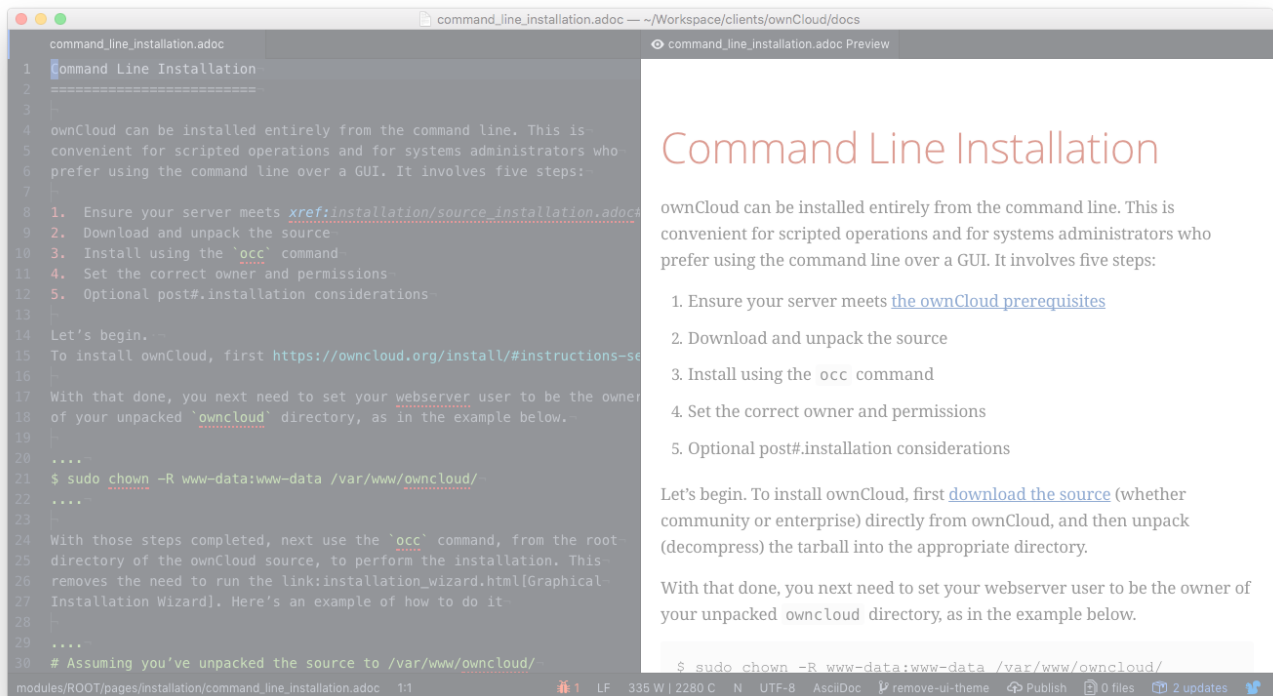 command_line_installation.adoc — ~/Workspace/clients/ownCloud/docs
command_line_installation.adoc
1 Command Line Installation
2 =========================
3
4 ownCloud can be installed entirely from the command line. This is
5 convenient for scripted operations and for systems administrators who
6 prefer using the command line over a GUI. It involves five steps:
7
8 1. Ensure your server meets xref:installation/source_installation.adoc#
9 2. Download and unpack the source
10 3. Install using the `occ` command
11 4. Set the correct owner and permissions
12 5. Optional post#.installation considerations
13
14 Let’s begin.
15 To install ownCloud, first https://owncloud.org/install/#instructions-se
16
17 With that done, you next need to set your webserver user to be the owner
18 of your unpacked `owncloud` directory, as in the example below.
19
20 ....
21 $ sudo chown -R www-data:www-data /var/www/owncloud/
22 ....
23
24 With those steps completed, next use the `occ` command, from the root
25 directory of the ownCloud source, to perform the installation. This
26 removes the need to run the link:installation_wizard.html[Graphical
27 Installation Wizard]. Here’s an example of how to do it
28
29 ....
30 # Assuming you’ve unpacked the source to /var/www/owncloud/
command_line_installation.adoc Preview
Command Line Installation
ownCloud can be installed entirely from the command line. This is
convenient for scripted operations and for systems administrators who
prefer using the command line over a GUI. It involves five steps:
1. Ensure your server meets the ownCloud prerequisites
2. Download and unpack the source
3. Install using the occ command
4. Set the correct owner and permissions
5. Optional post#.installation considerations
Let’s begin. To install ownCloud, first download the source (whether
community or enterprise) directly from ownCloud, and then unpack
(decompress) the tarball into the appropriate directory.
With that done, you next need to set your webserver user to be the owner of
your unpacked owncloud directory, as in the example below.
$ sudo chown -R www-data:www-data /var/www/owncloud/
modules/ROOT/pages/installation/command_line_installation.adoc 1:1 1 LF 335 W | 2280 C N UTF-8 AsciiDoc remove-ui-theme Publish 0 files 2 updates